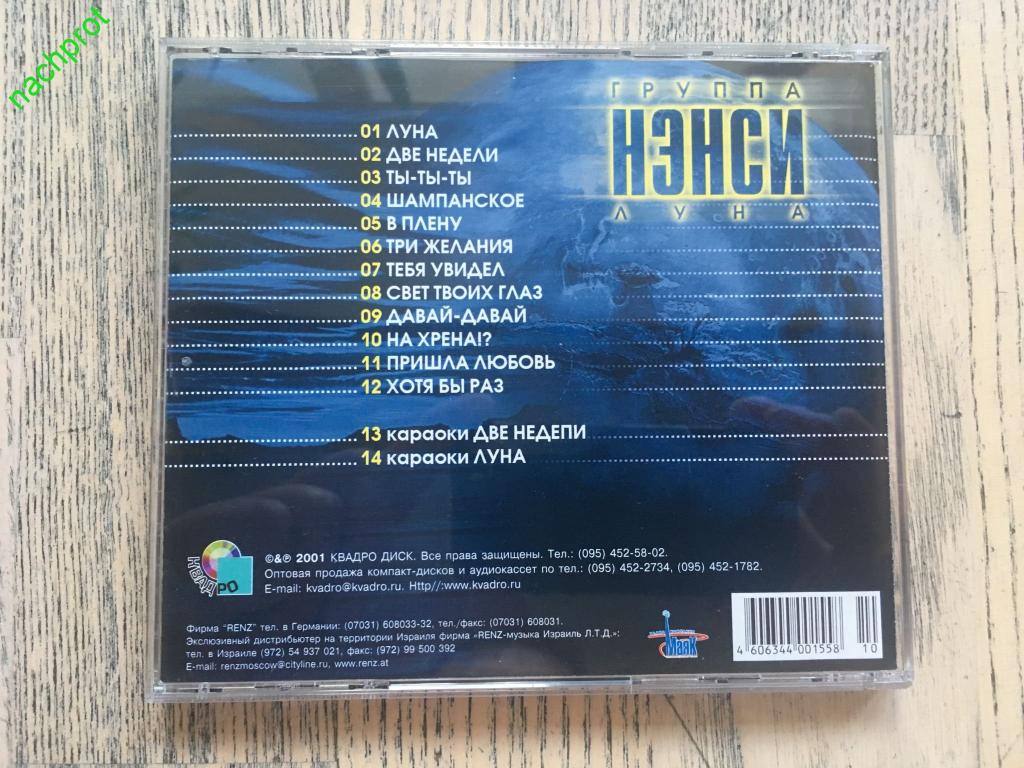 nachprot
ГРУППА
НЭНСИ
ЛУНА
01 ЛУНА
02 ДВЕ НЕДЕЛИ
03 ТЫ-ТЫ-ТЫ
04 ШАМПАНСКОЕ
05 В ПЛЕНУ
06 ТРИ ЖЕЛАНИЯ
07 ТЕБЯ УВИДЕЛ
08 СВЕТ ТВОИХ ГЛАЗ
09 ДАВАЙ-ДАВАЙ
10 НА ХРЕНА!?
11 ПРИШЛА ЛЮБОВЬ
12 ХОТЯ БЫ РАЗ
13 караоки ДВЕ НЕДЕПИ
14 караоки ЛУНА
©&℗ 2001 КВАДРО ДИСК. Все права защищены. Тел.: (095) 452-58-02.
Оптовая продажа компакт-дисков и аудиокассет по тел.: (095) 452-2734, (095) 452-1782.
E-mail: kvadro@kvadro.ru. Http//:www.kvadro.ru
Фирма "RENZ" тел. в Германии: (07031) 608033-32, тел./факс: (07031) 608031.
Экслюзивный дистрибьютер на территории Израиля фирма «RENZ-музыка Израиль Л.Т.Д.»:
тел. в Израиле (972) 54 937 021, факс: (972) 99 500 392
E-mail: renzmoscow@cityline.ru, www.renz.at
Маяк
4 606344 001558 10